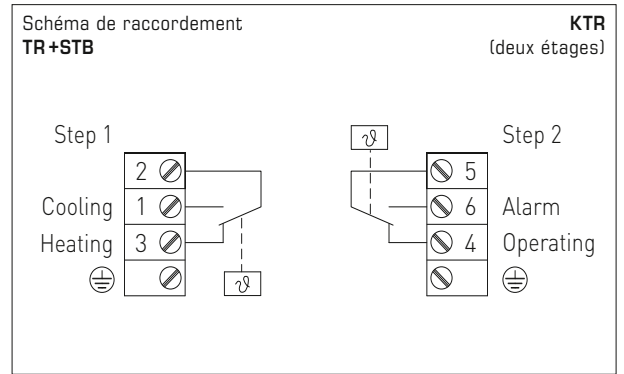 Schéma de raccordement
TR+STB
KTR
(deux étages)
Step 1
2
Cooling 1
Heating 3
ϑ
ϑ
Step 2
5
6 Alarm
4 Operating